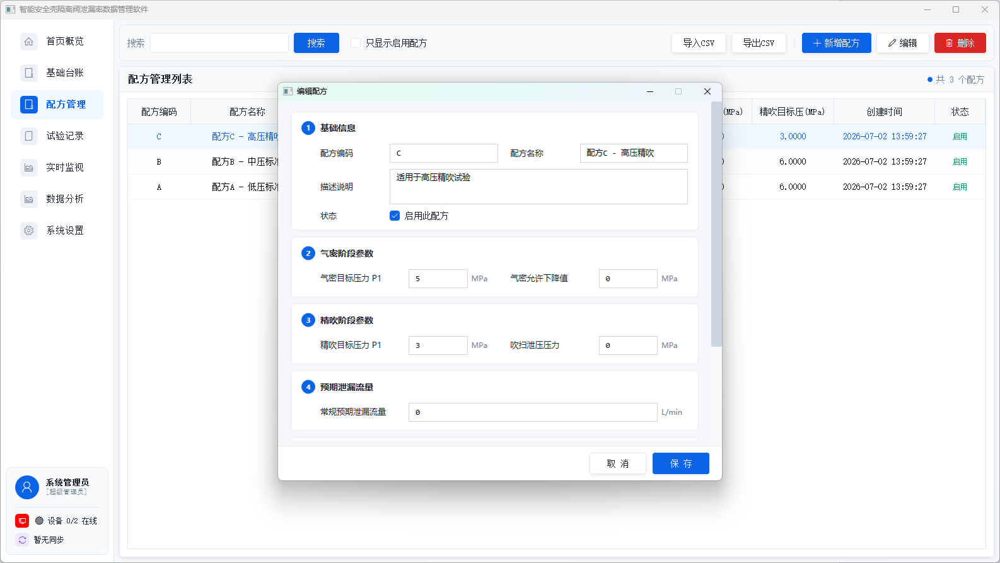 智能安全壳隔离阀泄漏率数据管理软件
首页概览
基础台账
配方管理
试验记录
实时监视
数据分析
系统设置
系统管理员
[超级管理员]
设备 0/2 在线
暂无同步
搜索
搜索
只显示启用配方
导入CSV
导出CSV
新增配方
编辑
删除
配方管理列表
共 3 个配方
配方编码 配方名称 (MPa) 精吹目标压(MPa) 创建时间 状态
C 配方C - 高压精 3.0000 2026-07-02 13:59:27 启用
B 配方B - 中压标 6.0000 2026-07-02 13:59:27 启用
A 配方A - 低压标 6.0000 2026-07-02 13:59:27 启用
编辑配方
1 基础信息
配方编码 C 配方名称 配方C - 高压精吹
描述说明 适用于高压精吹试验
状态 启用此配方
2 气密阶段参数
气密目标压力 P1 5 MPa 气密允许下降值 0 MPa
3 精吹阶段参数
精吹目标压力 P1 3 MPa 吹扫泄压压力 0 MPa
4 预期泄漏流量
常规预期泄漏流量 0 L/min
取 消
保 存